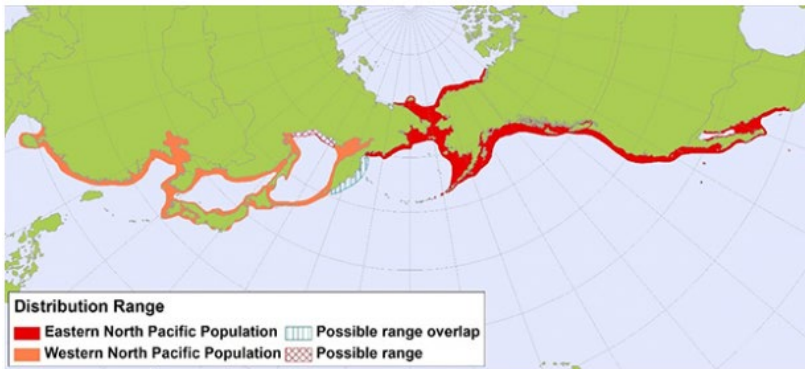 Distribution Range
Eastern North Pacific Population Possible range overlap
Western North Pacific Population Possible range